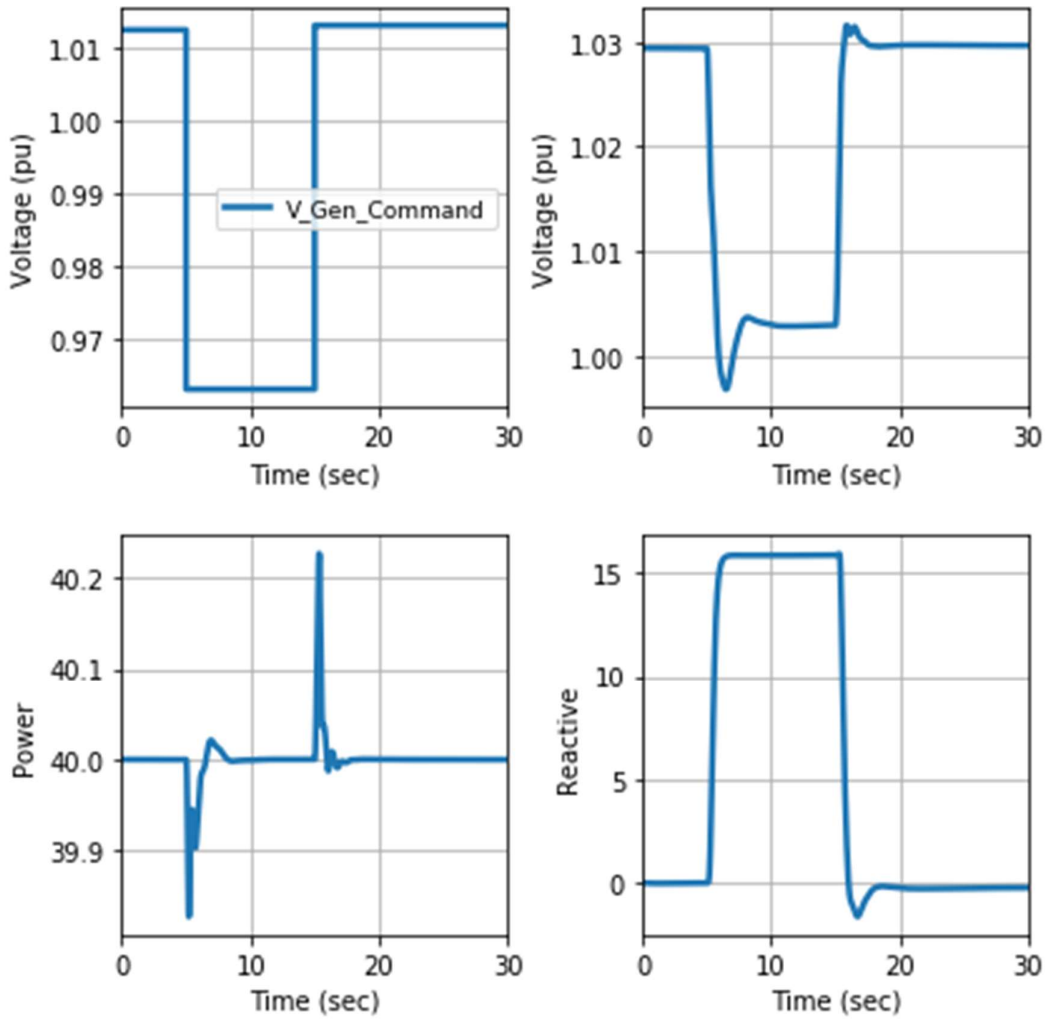 Voltage (pu)
1.01
1.00
0.99
0.98
0.97
V_Gen_Command
0 10 20 30
Time (sec)
Voltage (pu)
1.03
1.02
1.01
1.00
0 10 20 30
Time (sec)
Power
40.2
40.1
40.0
39.9
0 10 20 30
Time (sec)
Reactive
15
10
5
0
0 10 20 30
Time (sec)